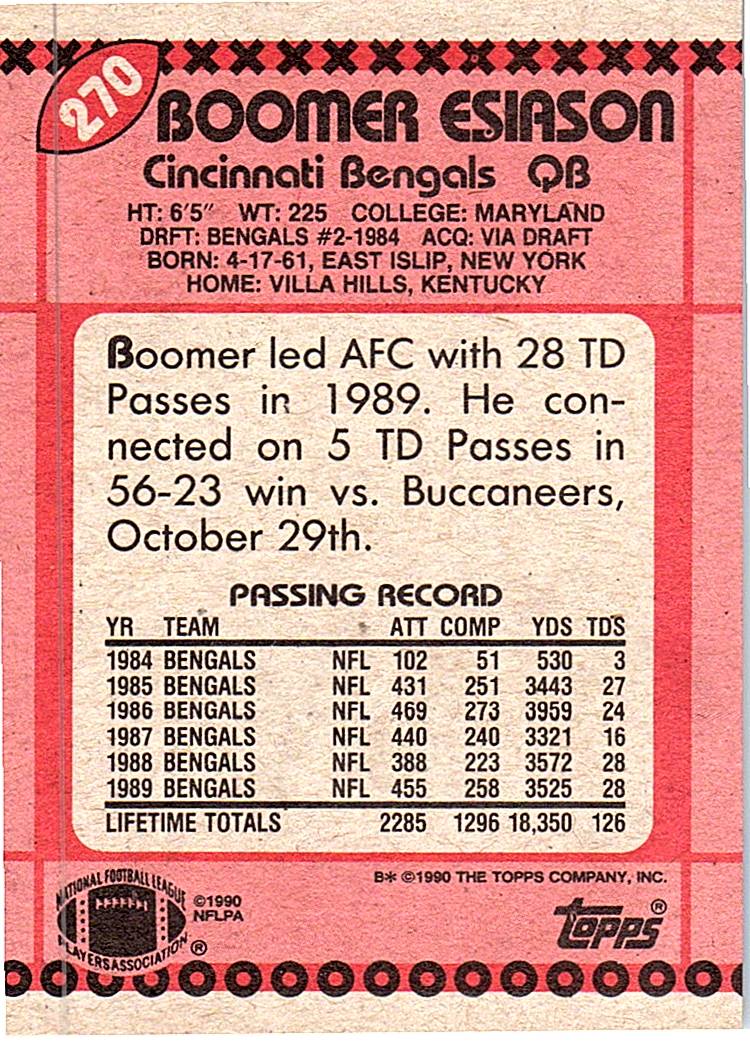 270
BOOMER ESIASON
Cincinnati Bengals QB
HT: 6'5" WT: 225 COLLEGE: MARYLAND
DRFT: BENGALS #2-1984 ACQ: VIA DRAFT
BORN: 4-17-61, EAST ISLIP, NEW YORK
HOME: VILLA HILLS, KENTUCKY
Boomer led AFC with 28 TD
Passes in 1989. He con-
nected on 5 TD Passes in
56-23 win vs. Buccaneers,
October 29th.
PASSING RECORD
YR TEAM ATT COMP YDS TDS
1984 BENGALS NFL 102 51 530 3
1985 BENGALS NFL 431 251 3443 27
1986 BENGALS NFL 469 273 3959 24
1987 BENGALS NFL 440 240 3321 16
1988 BENGALS NFL 388 223 3572 28
1989 BENGALS NFL 455 258 3525 28
LIFETIME TOTALS 2285 1296 18,350 126
B* ©1990 THE TOPPS COMPANY, INC.
NATIONAL FOOTBALL LEAGUE
PLAYERS ASSOCIATION ®
©1990
NFLPA
topps ®